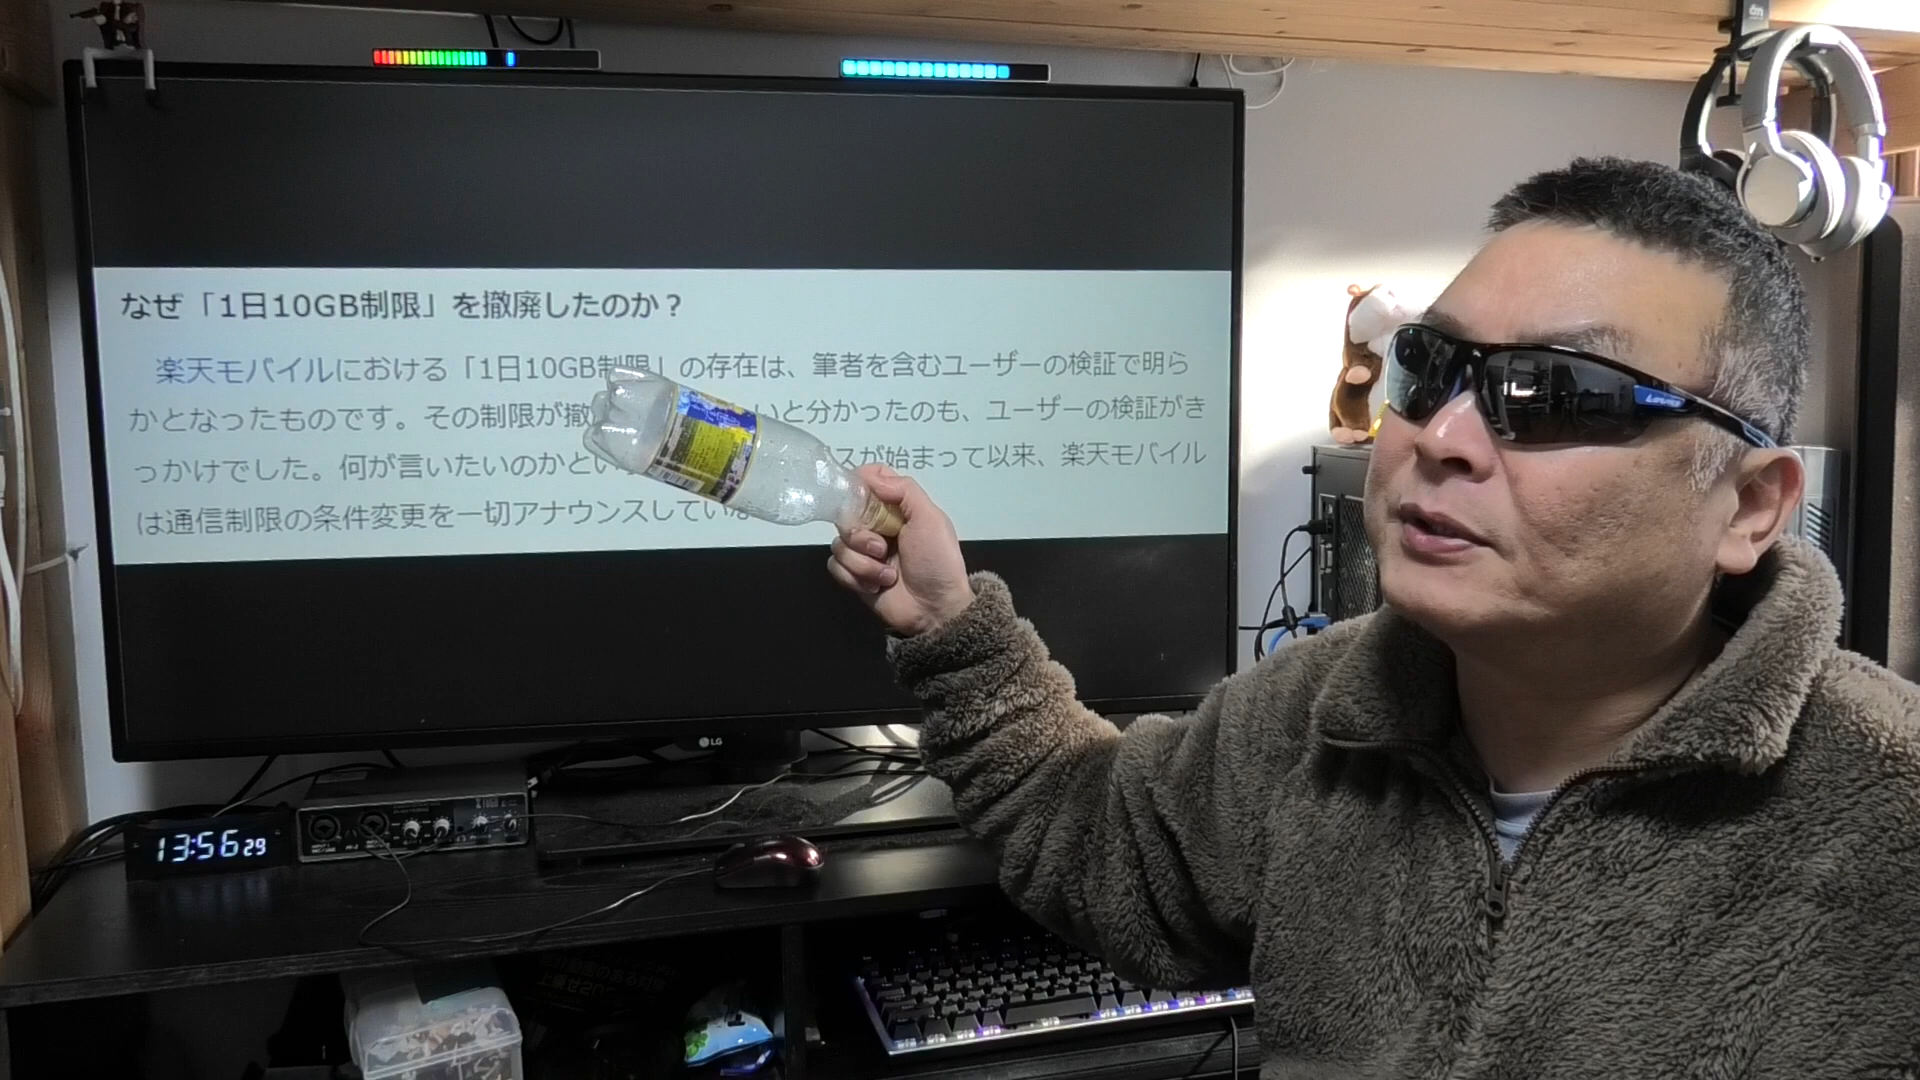 なぜ「1日10GB制限」を撤廃したのか？
楽天モバイルにおける「1日10GB制限」の存在は、筆者を含むユーザーの検証で明ら
かとなったものです。その制限が撤 いと分かったのも、ユーザーの検証がき
っかけでした。何が言いたいのかとい スが始まって以来、楽天モバイル
は通信制限の条件変更を一切アナウンスしていな
LG
13:56 29